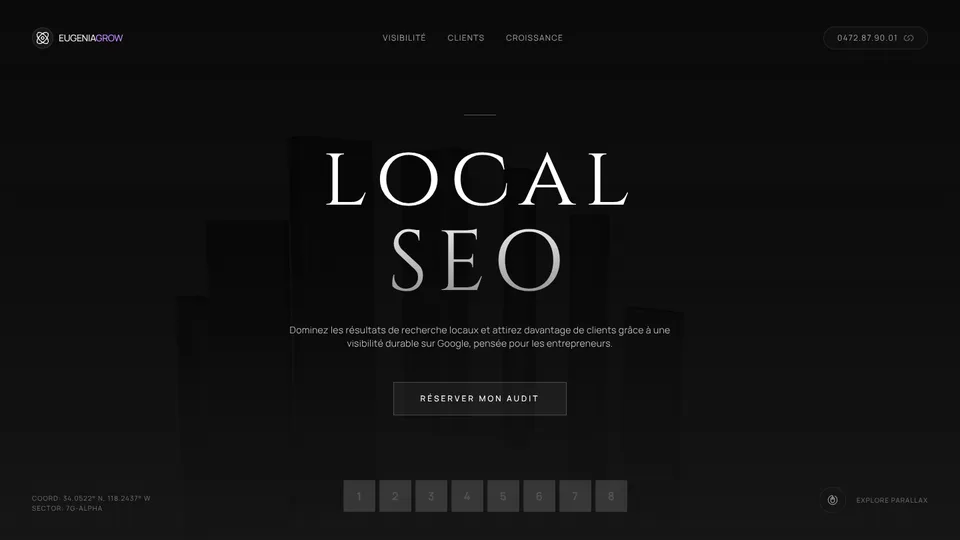 EUGENIAGROW
VISIBILITÉ CLIENTS CROISSANCE
0472.87.90.01
LOCAL
SEO
Dominez les résultats de recherche locaux et attirez davantage de clients grâce à une
visibilité durable sur Google, pensée pour les entrepreneurs.
RÉSERVER MON AUDIT
1 2 3 4 5 6 7 8
COORD: 34.0522° N, 118.2437° W
SECTOR: 7G-ALPHA
EXPLORE PARALLAX